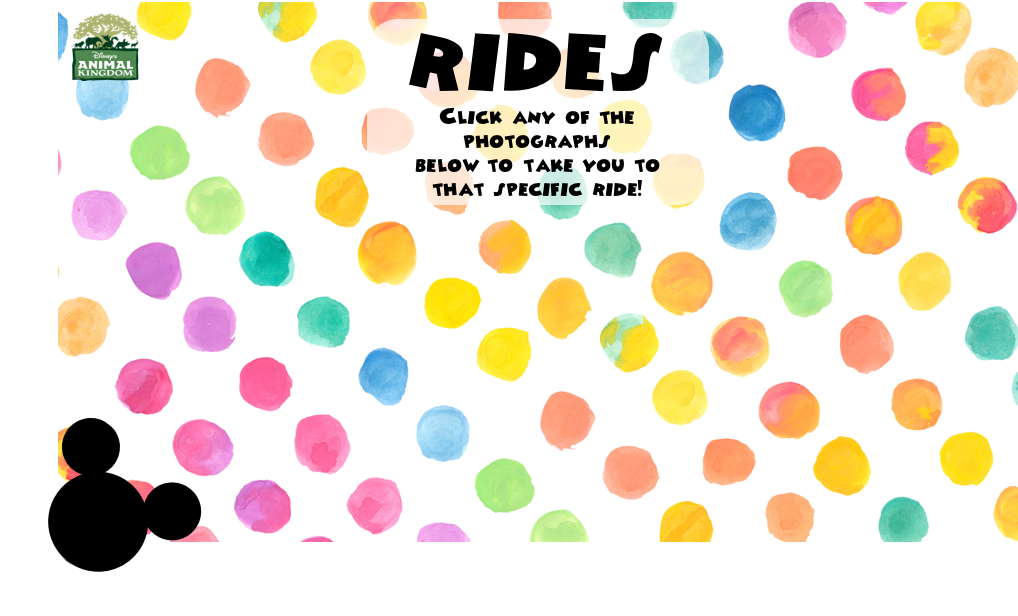 Disney's
ANIMAL
KINGDOM
RIDES
CLICK ANY OF THE
PHOTOGRAPHS
BELOW TO TAKE YOU TO
THAT SPECIFIC RIDE!